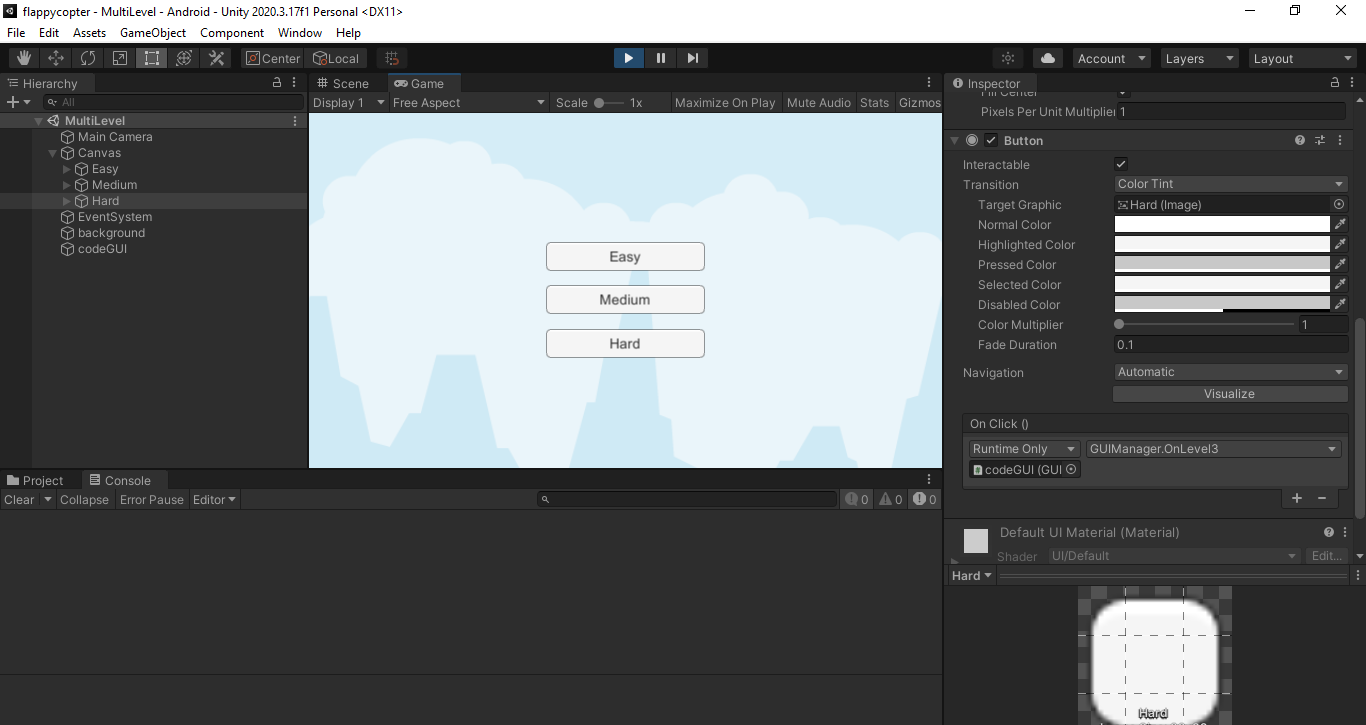 flappycopter - MultiLevel - Android - Unity 2020.3.17f1 Personal <DX11>
File Edit Assets GameObject Component Window Help
Center Local Account Layers Layout
Hierarchy
All
MultiLevel
Main Camera
Canvas
Easy
Medium
Hard
EventSystem
background
codeGUI
Scene Game
Display 1 Free Aspect Scale 1x Maximize On Play Mute Audio Stats Gizmos
Easy
Medium
Hard
Project Console
Clear Collapse Error Pause Editor 0 0 0
Inspector
Fill Center
Pixels Per Unit Multiplier 1
Button
Interactable
Transition Color Tint
Target Graphic Hard (Image)
Normal Color
Highlighted Color
Pressed Color
Selected Color
Disabled Color
Color Multiplier 1
Fade Duration 0.1
Navigation Automatic
Visualize
On Click ()
Runtime Only GUIManager.OnLevel3
codeGUI (GUI
Default UI Material (Material)
Shader UI/Default Edit...
Hard
Hard